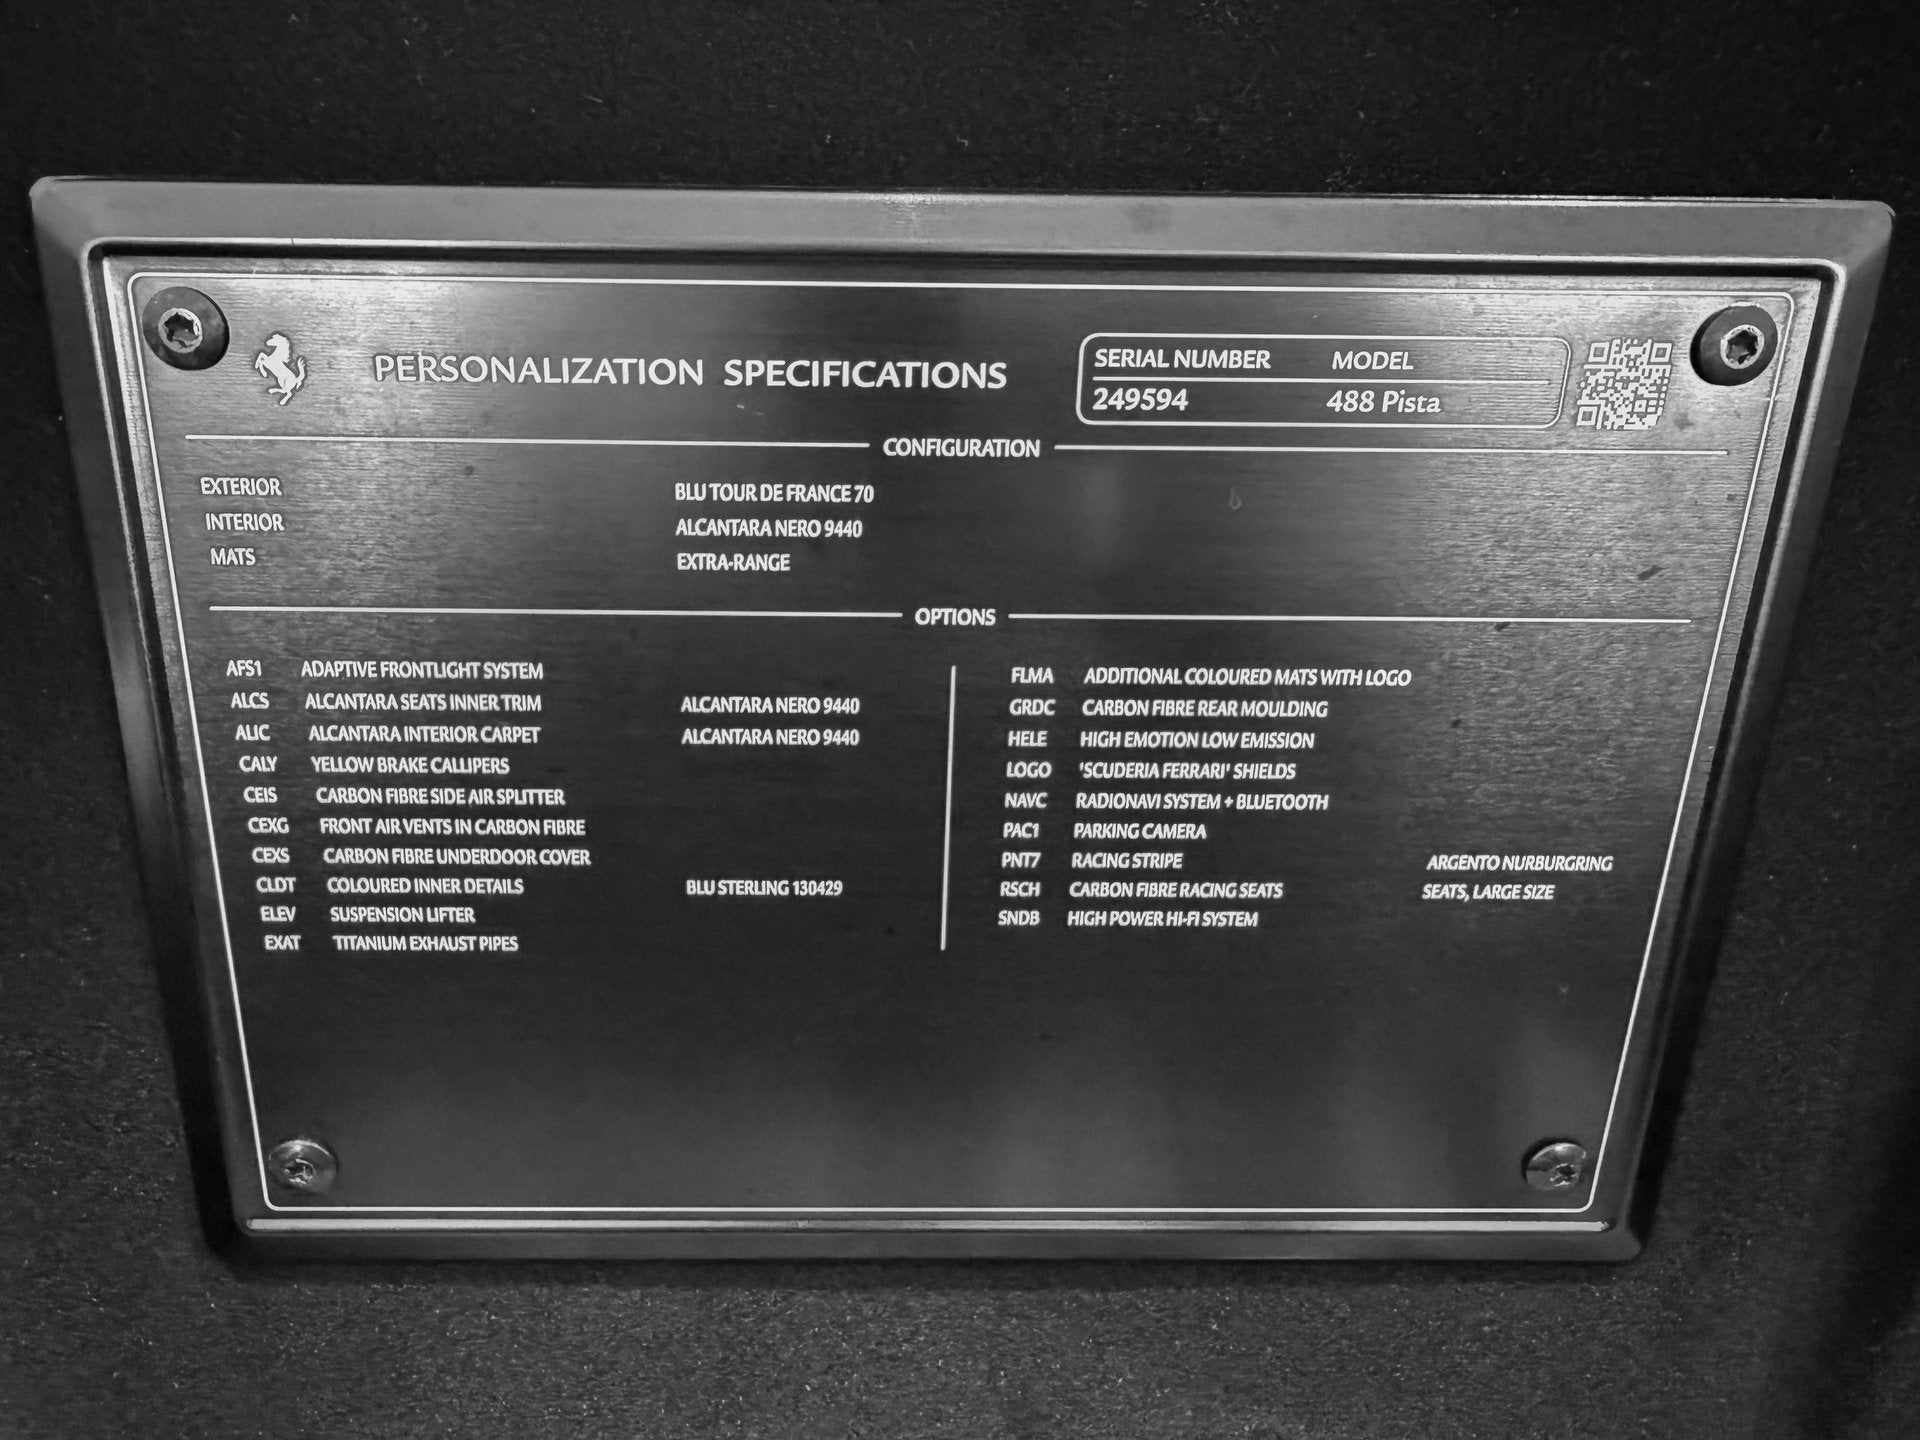 PERSONALIZATION SPECIFICATIONS
SERIAL NUMBER MODEL
249594 488 Pista
CONFIGURATION
EXTERIOR BLU TOUR DE FRANCE 70
INTERIOR ALCANTARA NERO 9440
MATS EXTRA-RANGE
OPTIONS
AFS1 ADAPTIVE FRONTLIGHT SYSTEM
ALCS ALCANTARA SEATS INNER TRIM ALCANTARA NERO 9440
ALIC ALCANTARA INTERIOR CARPET ALCANTARA NERO 9440
CALY YELLOW BRAKE CALLIPERS
CEIS CARBON FIBRE SIDE AIR SPLITTER
CEXG FRONT AIR VENTS IN CARBON FIBRE
CEXS CARBON FIBRE UNDERDOOR COVER
CLDT COLOURED INNER DETAILS BLU STERLING 130429
ELEV SUSPENSION LIFTER
EXAT TITANIUM EXHAUST PIPES
FLMA ADDITIONAL COLOURED MATS WITH LOGO
GRDC CARBON FIBRE REAR MOULDING
HELE HIGH EMOTION LOW EMISSION
LOGO 'SCUDERIA FERRARI' SHIELDS
NAVC RADIONAVI SYSTEM + BLUETOOTH
PAC1 PARKING CAMERA
PNT7 RACING STRIPE ARGENTO NURBURGRING
RSCH CARBON FIBRE RACING SEATS SEATS, LARGE SIZE
SNDB HIGH POWER HI-FI SYSTEM